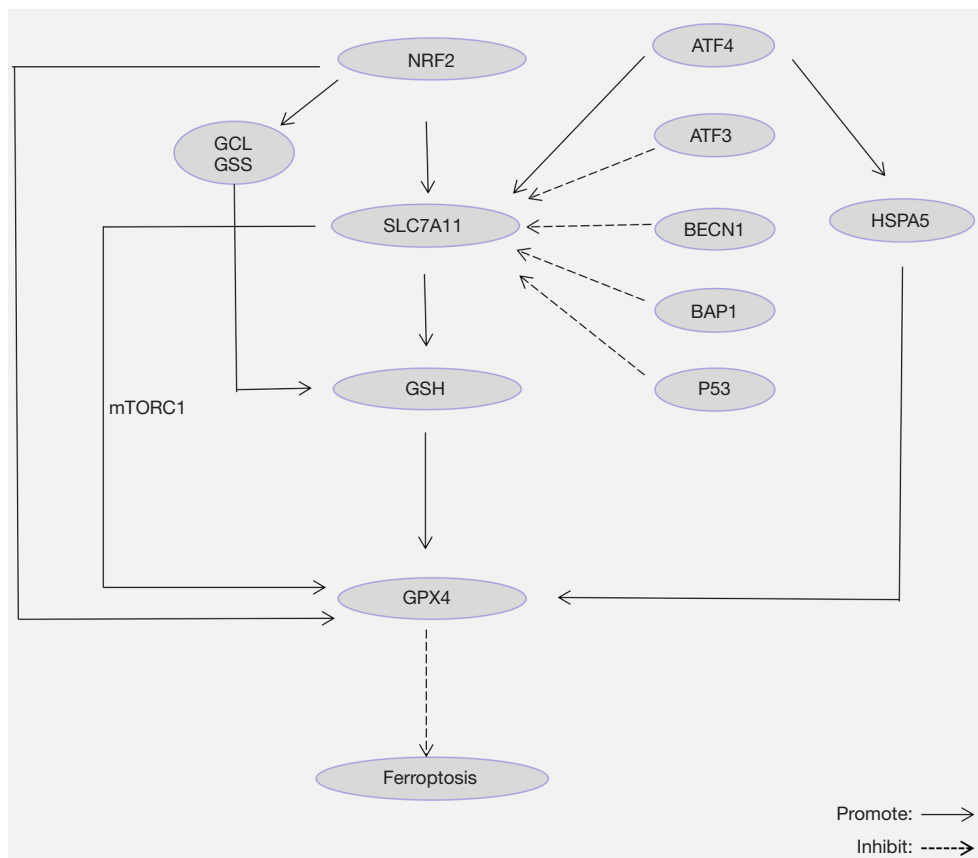 NRF2
ATF4
GCL
GSS
ATF3
SLC7A11
BECN1
HSPA5
BAP1
GSH
P53
mTORC1
GPX4
Ferroptosis
Promote:
Inhibit: